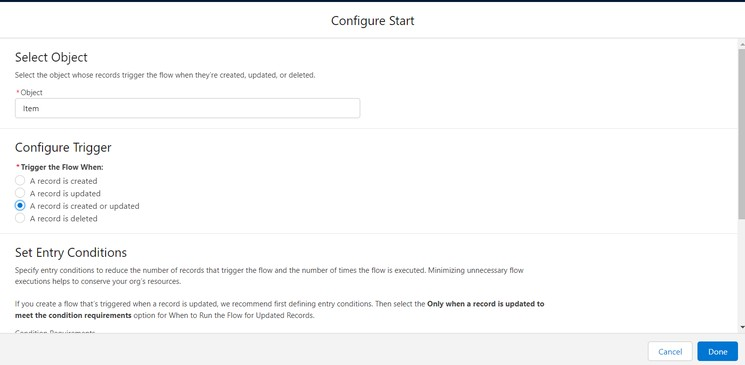 Configure Start
Select Object
Select the object whose records trigger the flow when they're created, updated, or deleted.
* Object
Item
Configure Trigger
* Trigger the Flow When:
A record is created
A record is updated
A record is created or updated
A record is deleted
Set Entry Conditions
Specify entry conditions to reduce the number of records that trigger the flow and the number of times the flow is executed. Minimizing unnecessary flow
executions helps to conserve your org's resources.
If you create a flow that's triggered when a record is updated, we recommend first defining entry conditions. Then select the Only when a record is updated to
meet the condition requirements option for When to Run the Flow for Updated Records.
Condition Requirements
Cancel
Done